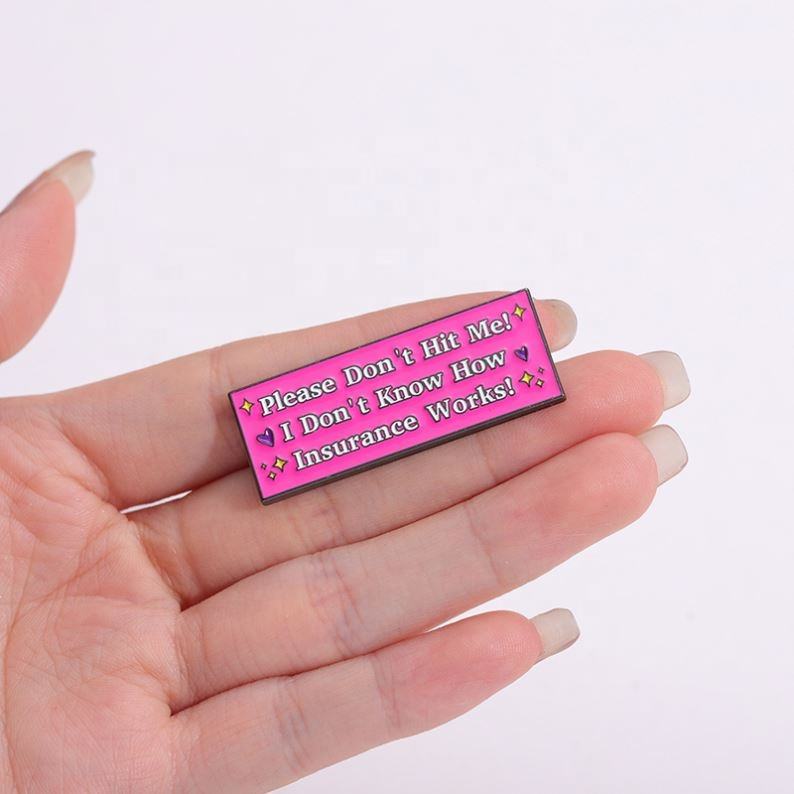 Please Don't Hit Me!
I Don't Know How
Insurance Works!